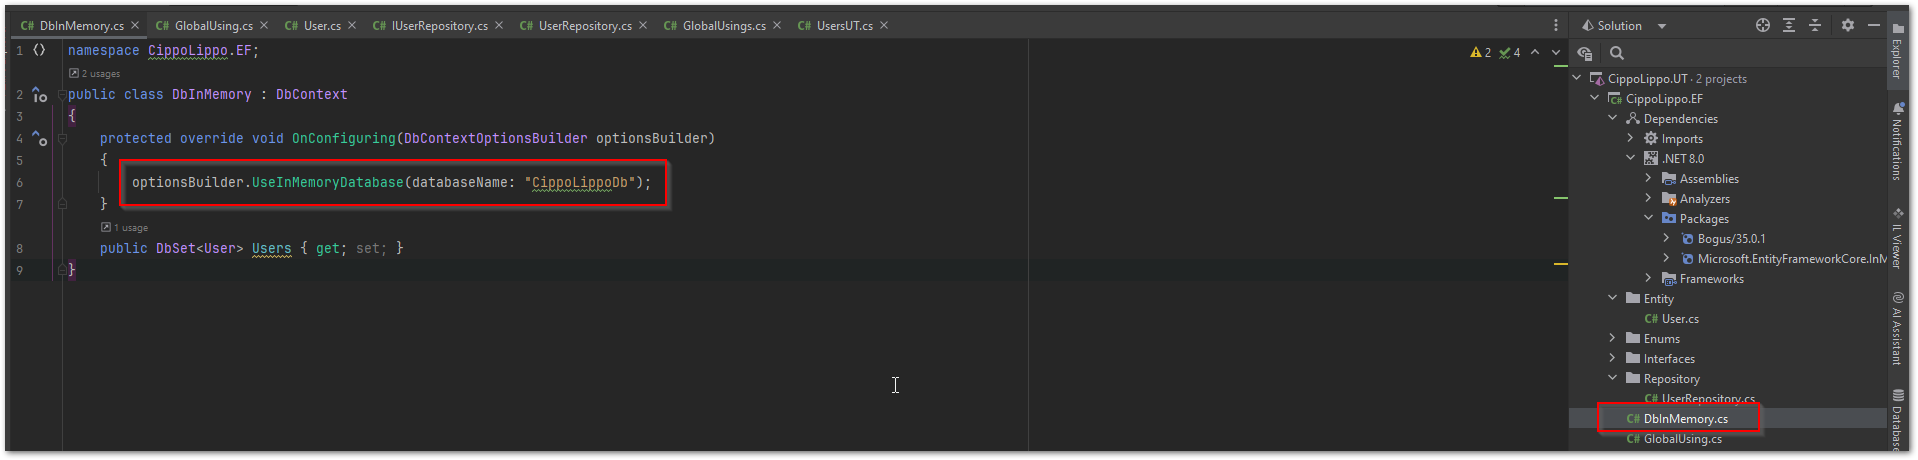 DbInMemory.cs GlobalUsing.cs User.cs IUserRepository.cs UserRepository.cs GlobalUsings.cs UsersUT.cs
1 namespace CippoLippo.EF;
2 usages
2 public class DbInMemory : DbContext
3 {
4 protected override void OnConfiguring(DbContextOptionsBuilder optionsBuilder)
5 {
6 optionsBuilder.UseInMemoryDatabase(databaseName: "CippoLippoDb");
7 }
1 usage
8 public DbSet<User> Users { get; set; }
9 }
2 4
Solution
CippoLippo.UT · 2 projects
C# CippoLippo.EF
Dependencies
Imports
.NET 8.0
Assemblies
Analyzers
Packages
Bogus/35.0.1
Microsoft.EntityFrameworkCore.InM
Frameworks
Entity
C# User.cs
Enums
Interfaces
Repository
C# UserRepository.cs
C# DbInMemory.cs
C# GlobalUsing.cs
Explorer
Notifications
IL Viewer
AI Assistant
Database